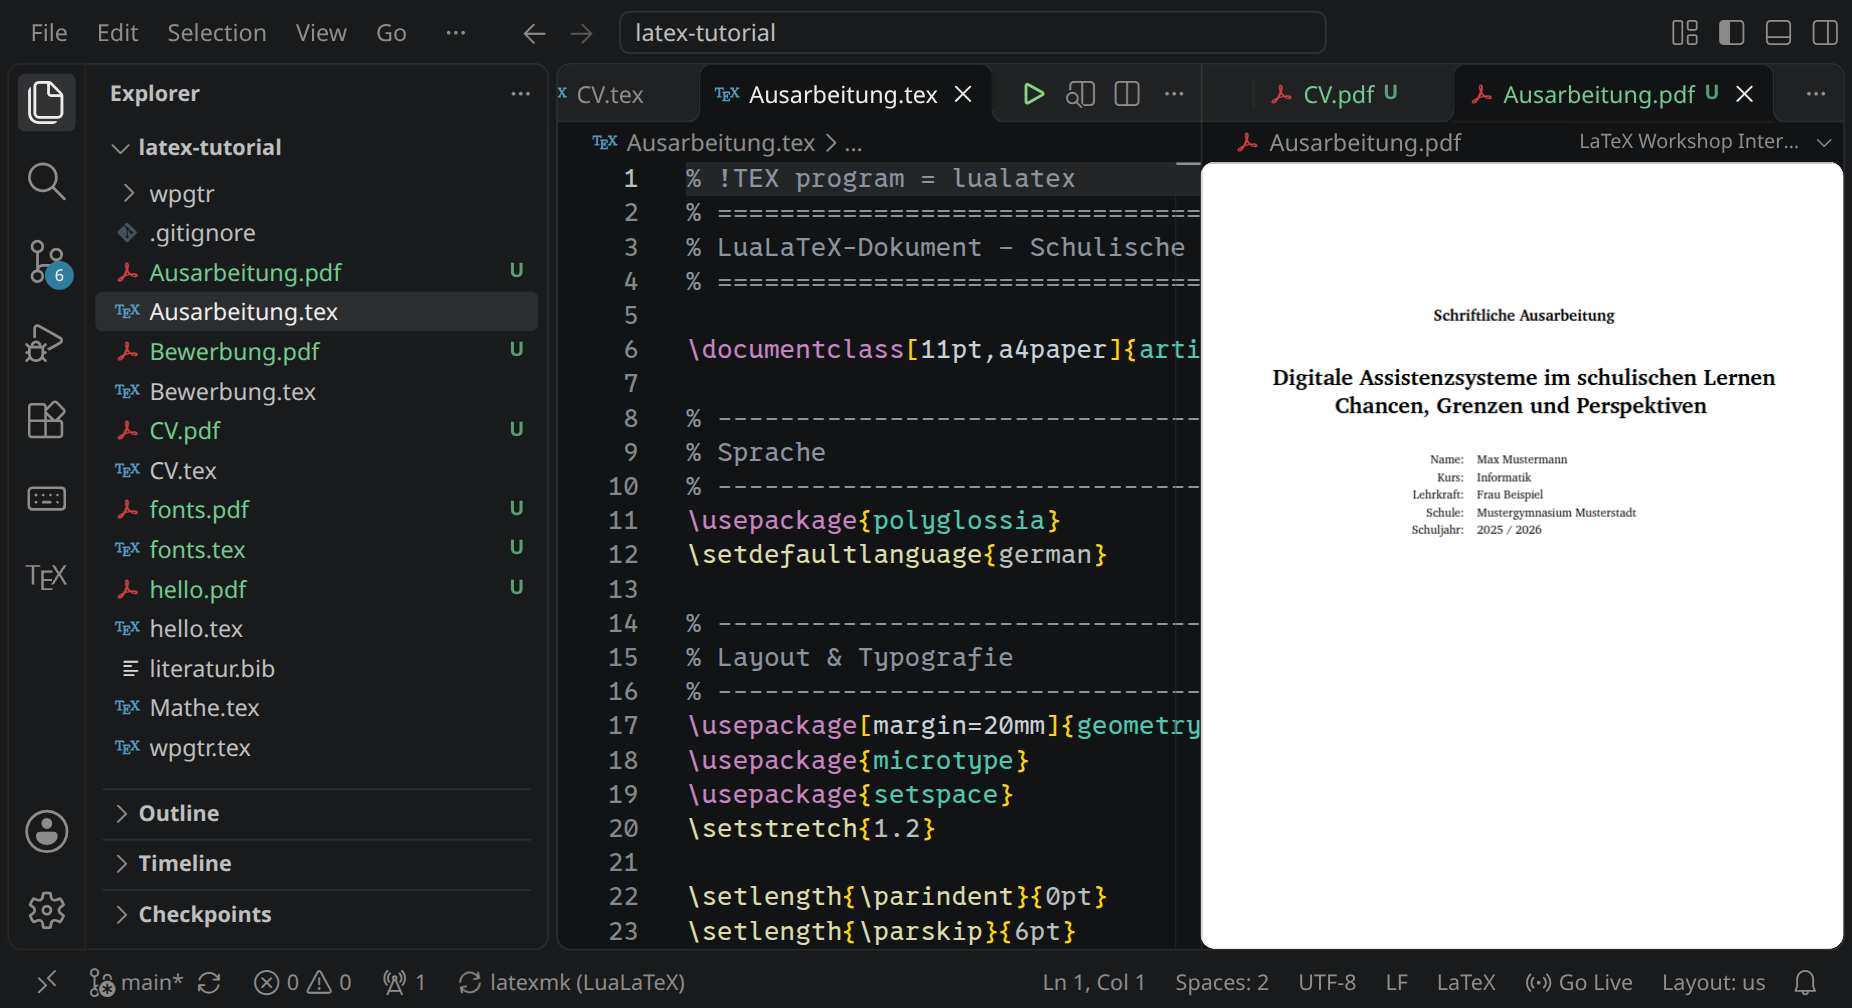 File Edit Selection View Go ··· latex-tutorial
Explorer ···
latex-tutorial
wpgtr
.gitignore
Ausarbeitung.pdf U
Ausarbeitung.tex
Bewerbung.pdf U
Bewerbung.tex
CV.pdf U
CV.tex
fonts.pdf U
fonts.tex U
hello.pdf U
hello.tex
literatur.bib
Mathe.tex
wpgtr.tex
Outline
Timeline
Checkpoints
6
TEX
CV.tex Ausarbeitung.tex ···
Ausarbeitung.tex > ...
1 % !TEX program = lualatex
2 % ===============================
3 % LuaLaTeX-Dokument – Schulische
4 % ===============================
5
6 \documentclass[11pt,a4paper]{arti
7
8 % -------------------------------
9 % Sprache
10 % -------------------------------
11 \usepackage{polyglossia}
12 \setdefaultlanguage{german}
13
14 % -------------------------------
15 % Layout & Typografie
16 % -------------------------------
17 \usepackage[margin=20mm]{geometry
18 \usepackage{microtype}
19 \usepackage{setspace}
20 \setstretch{1.2}
21
22 \setlength{\parindent}{0pt}
23 \setlength{\parskip}{6pt}
CV.pdf U Ausarbeitung.pdf U ···
Ausarbeitung.pdf LaTeX Workshop Inter...
Schriftliche Ausarbeitung
Digitale Assistenzsysteme im schulischen Lernen
Chancen, Grenzen und Perspektiven
Name: Max Mustermann
Kurs: Informatik
Lehrkraft: Frau Beispiel
Schule: Mustergymnasium Musterstadt
Schuljahr: 2025 / 2026
main* 0 0 1 latexmk (LuaLaTeX) Ln 1, Col 1 Spaces: 2 UTF-8 LF LaTeX Go Live Layout: us